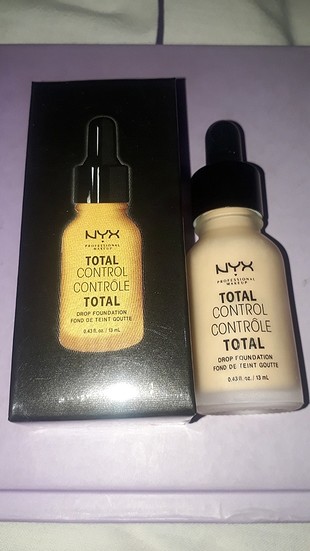 NYX
PROFESSIONAL
MAKEUP
TOTAL
CONTROL
CONTRÔLE
TOTAL
DROP FOUNDATION
FOND DE TEINT GOUTTE
0.43 fl. oz. / 13 mL
NYX
PROFESSIONAL
MAKEUP
TOTAL
CONTROL
CONTRÔLE
TOTAL
DROP FOUNDATION
FOND DE TEINT GOUTTE
0.43 fl. oz. / 13 mL